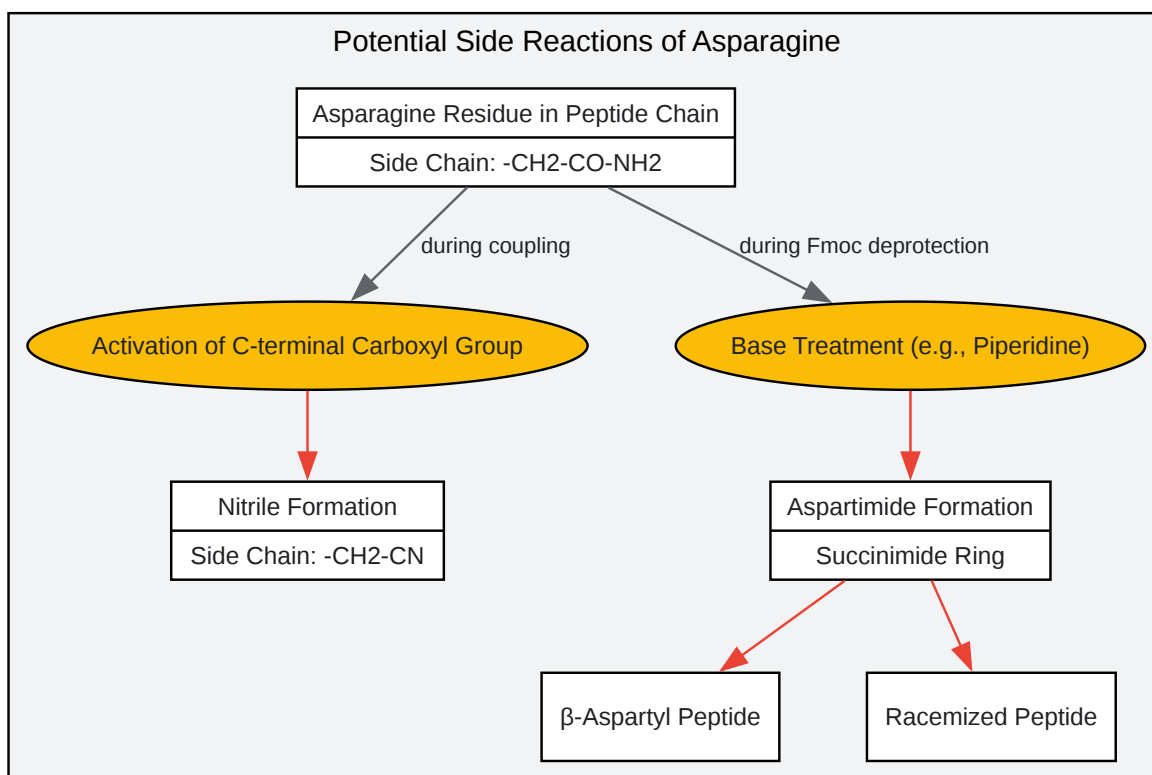 Potential Side Reactions of Asparagine
Asparagine Residue in Peptide Chain
Side Chain: -CH2-CO-NH2
during coupling
during Fmoc deprotection
Activation of C-terminal Carboxyl Group
Base Treatment (e.g., Piperidine)
Nitrile Formation
Side Chain: -CH2-CN
Aspartimide Formation
Succinimide Ring
β-Aspartyl Peptide
Racemized Peptide